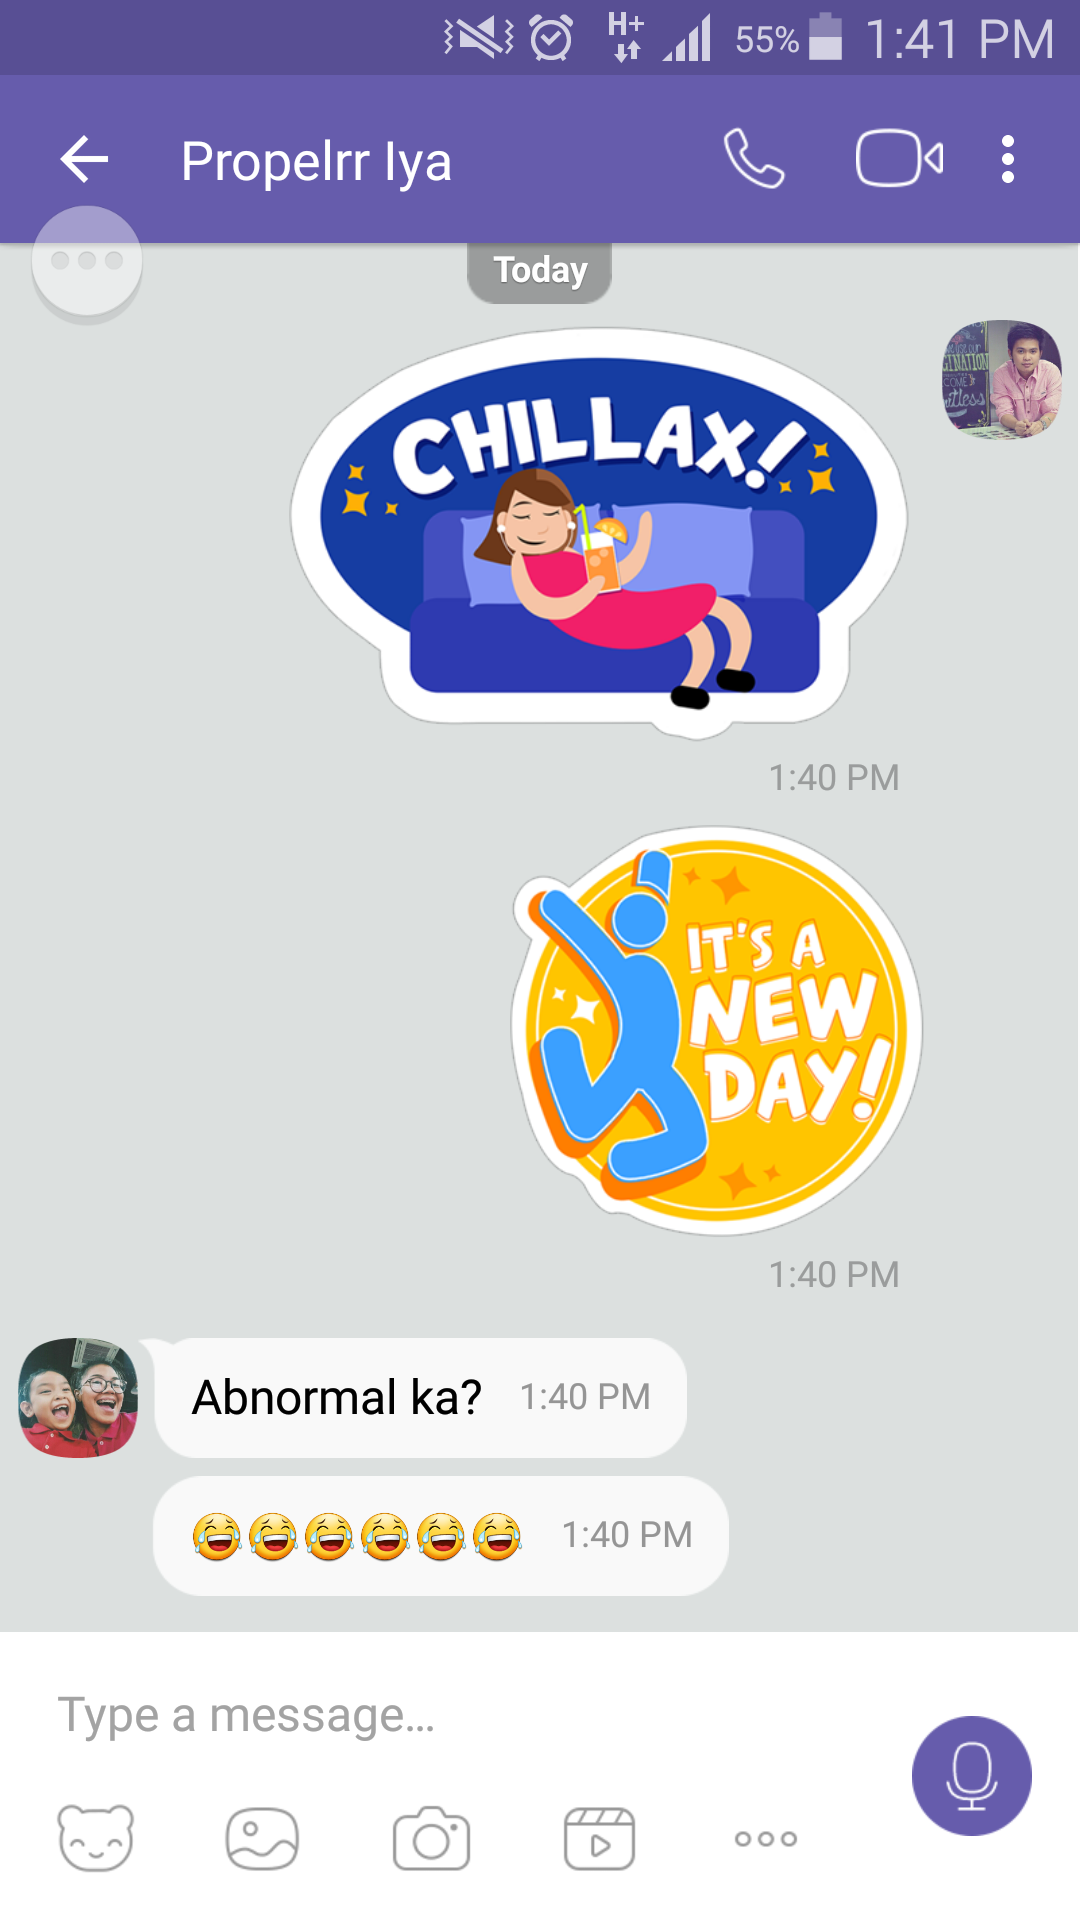 H+ 55% 1:41 PM
Propelrr Iya
Today
CHILLAX!
1:40 PM
IT'S A
NEW
DAY!
1:40 PM
Abnormal ka? 1:40 PM
😂😂😂😂😂😂 1:40 PM
Type a message...